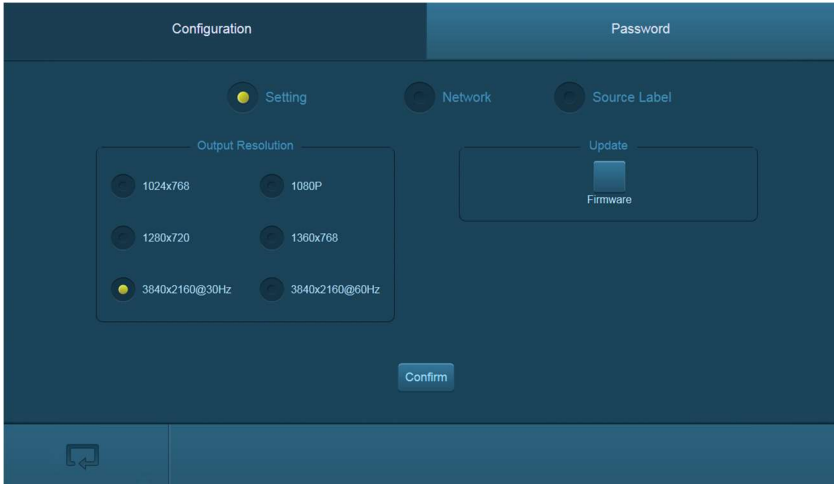 Configuration Password
Setting Network Source Label
Output Resolution Update
1024x768 1080P
Firmware
1280x720 1360x768
3840x2160@30Hz 3840x2160@60Hz
Confirm